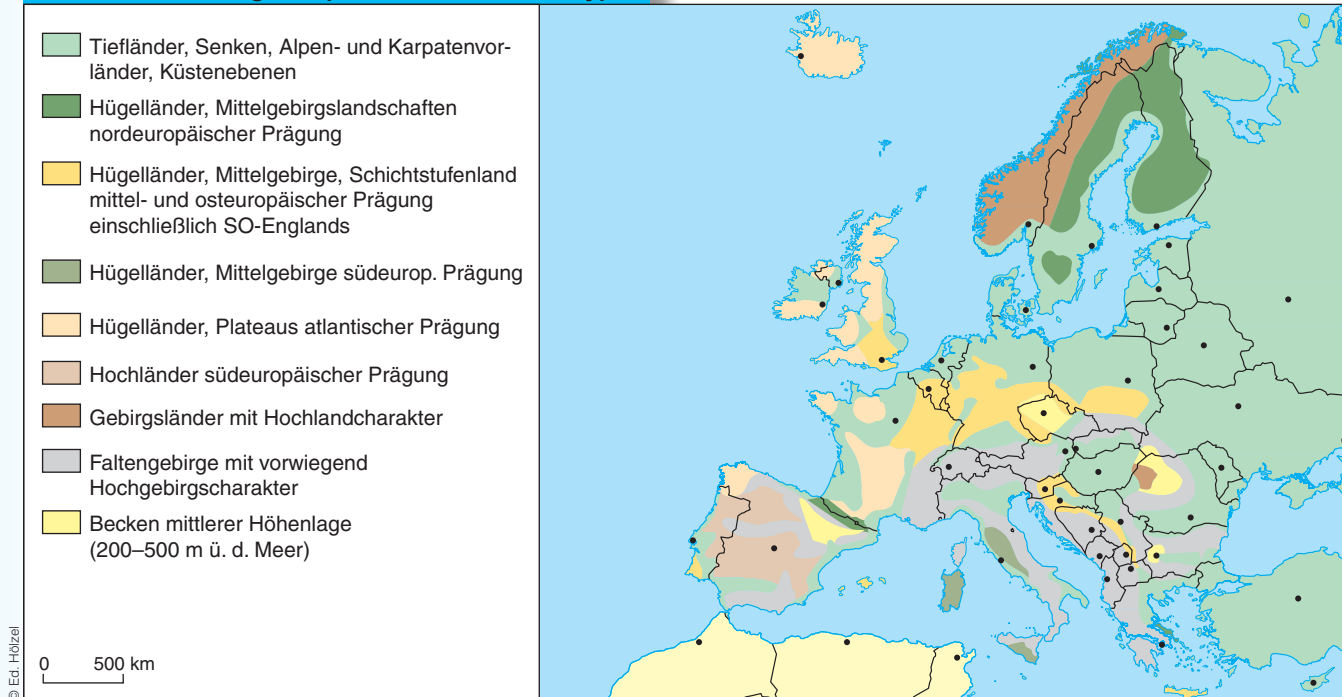 Tiefländer, Senken, Alpen- und Karpatenvor-
länder, Küstenebenen
Hügelländer, Mittelgebirgslandschaften
nordeuropäischer Prägung
Hügelländer, Mittelgebirge, Schichtstufenland
mittel- und osteuropäischer Prägung
einschließlich SO-Englands
Hügelländer, Mittelgebirge südeurop. Prägung
Hügelländer, Plateaus atlantischer Prägung
Hochländer südeuropäischer Prägung
Gebirgsländer mit Hochlandcharakter
Faltengebirge mit vorwiegend
Hochgebirgscharakter
Becken mittlerer Höhenlage
(200–500 m ü. d. Meer)
0 500 km
© Ed. Hölzel